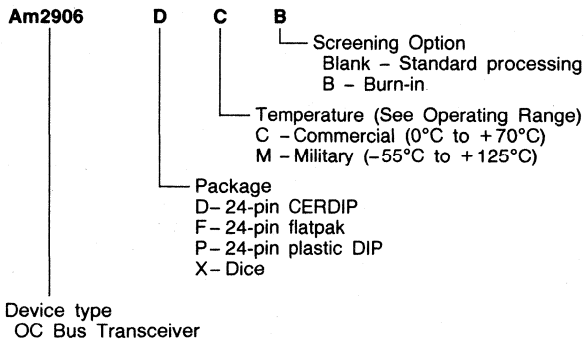 Am2906 D C B
Screening Option
Blank – Standard processing
B – Burn-in
Temperature (See Operating Range)
C – Commercial (0°C to +70°C)
M – Military (–55°C to +125°C)
Package
D – 24-pin CERDIP
F – 24-pin flatpak
P – 24-pin plastic DIP
X – Dice
Device type
OC Bus Transceiver